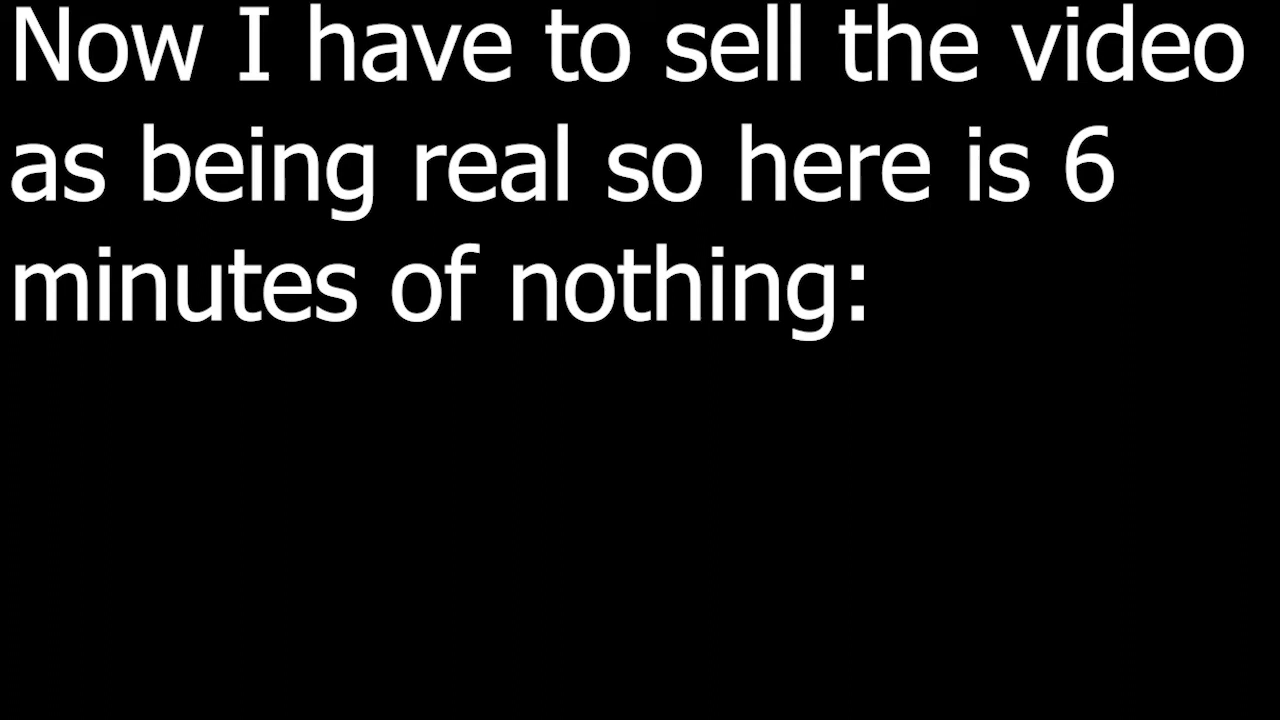 Now I have to sell the video
as being real so here is 6
minutes of nothing: